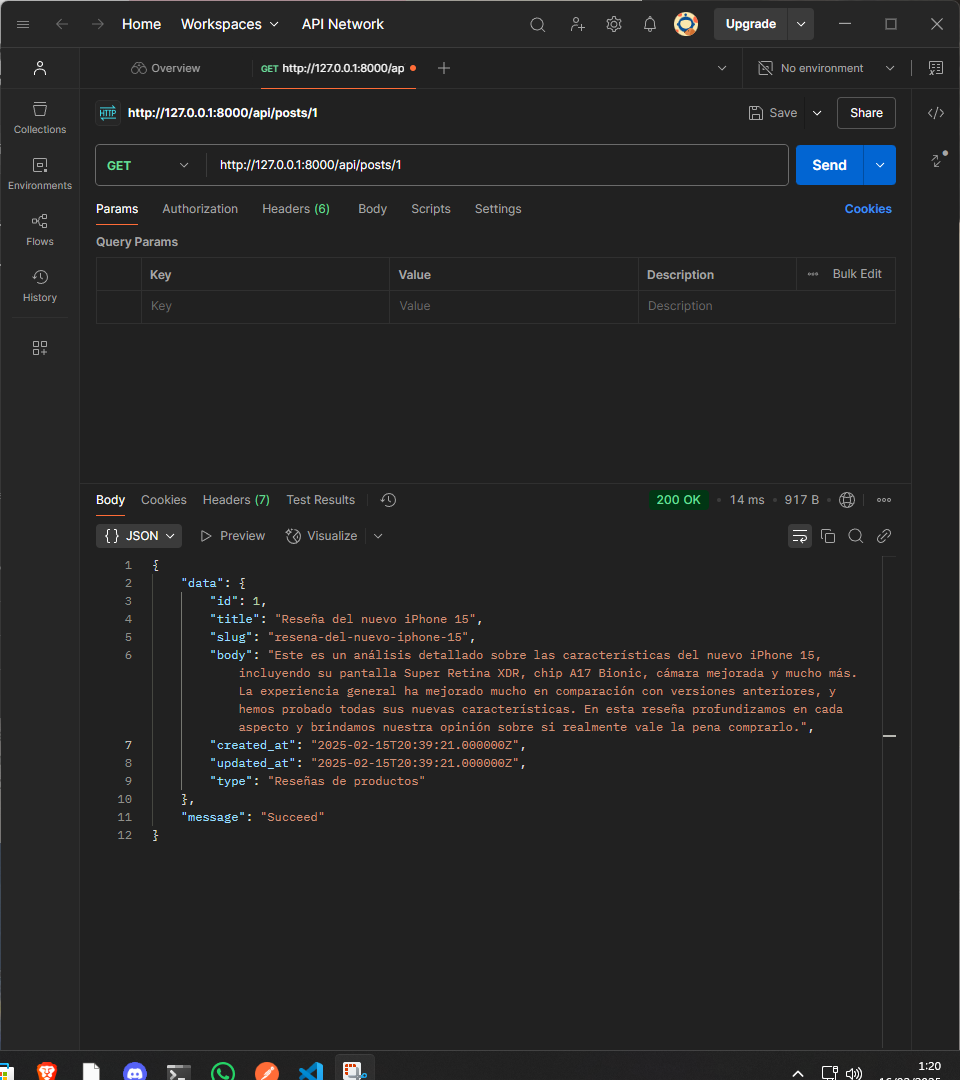 Home Workspaces API Network Upgrade
Overview GET http://127.0.0.1:8000/ap No environment
HTTP http://127.0.0.1:8000/api/posts/1 Save Share
Collections
GET http://127.0.0.1:8000/api/posts/1 Send
Environments
Params Authorization Headers (6) Body Scripts Settings Cookies
Flows
Query Params
Key Value Description Bulk Edit
History
Key Value Description
Body Cookies Headers (7) Test Results 200 OK 14 ms 917 B
{} JSON Preview Visualize
1 {
2 "data": {
3 "id": 1,
4 "title": "Reseña del nuevo iPhone 15",
5 "slug": "resena-del-nuevo-iphone-15",
6 "body": "Este es un análisis detallado sobre las características del nuevo iPhone 15,
incluyendo su pantalla Super Retina XDR, chip A17 Bionic, cámara mejorada y mucho más.
La experiencia general ha mejorado mucho en comparación con versiones anteriores, y
hemos probado todas sus nuevas características. En esta reseña profundizamos en cada
aspecto y brindamos nuestra opinión sobre si realmente vale la pena comprarlo.",
7 "created_at": "2025-02-15T20:39:21.000000Z",
8 "updated_at": "2025-02-15T20:39:21.000000Z",
9 "type": "Reseñas de productos"
10 },
11 "message": "Succeed"
12 }
1:20